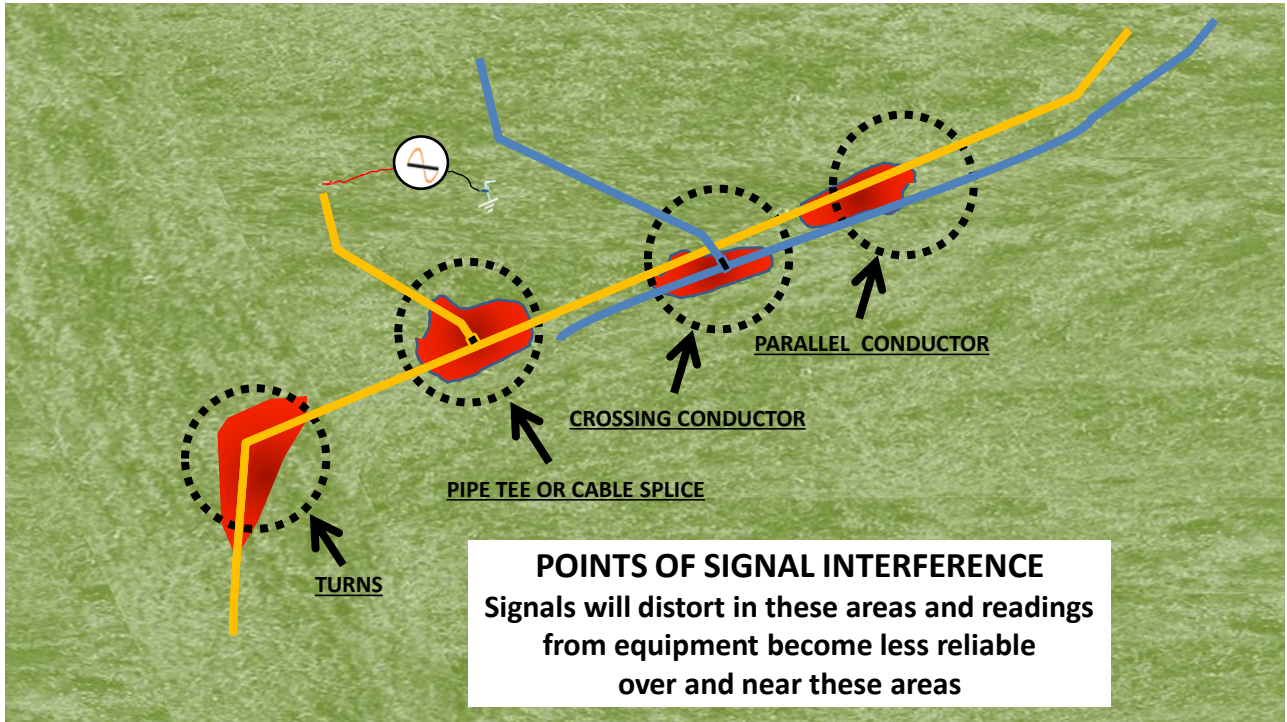 PARALLEL CONDUCTOR
CROSSING CONDUCTOR
PIPE TEE OR CABLE SPLICE
TURNS
POINTS OF SIGNAL INTERFERENCE
Signals will distort in these areas and readings
from equipment become less reliable
over and near these areas